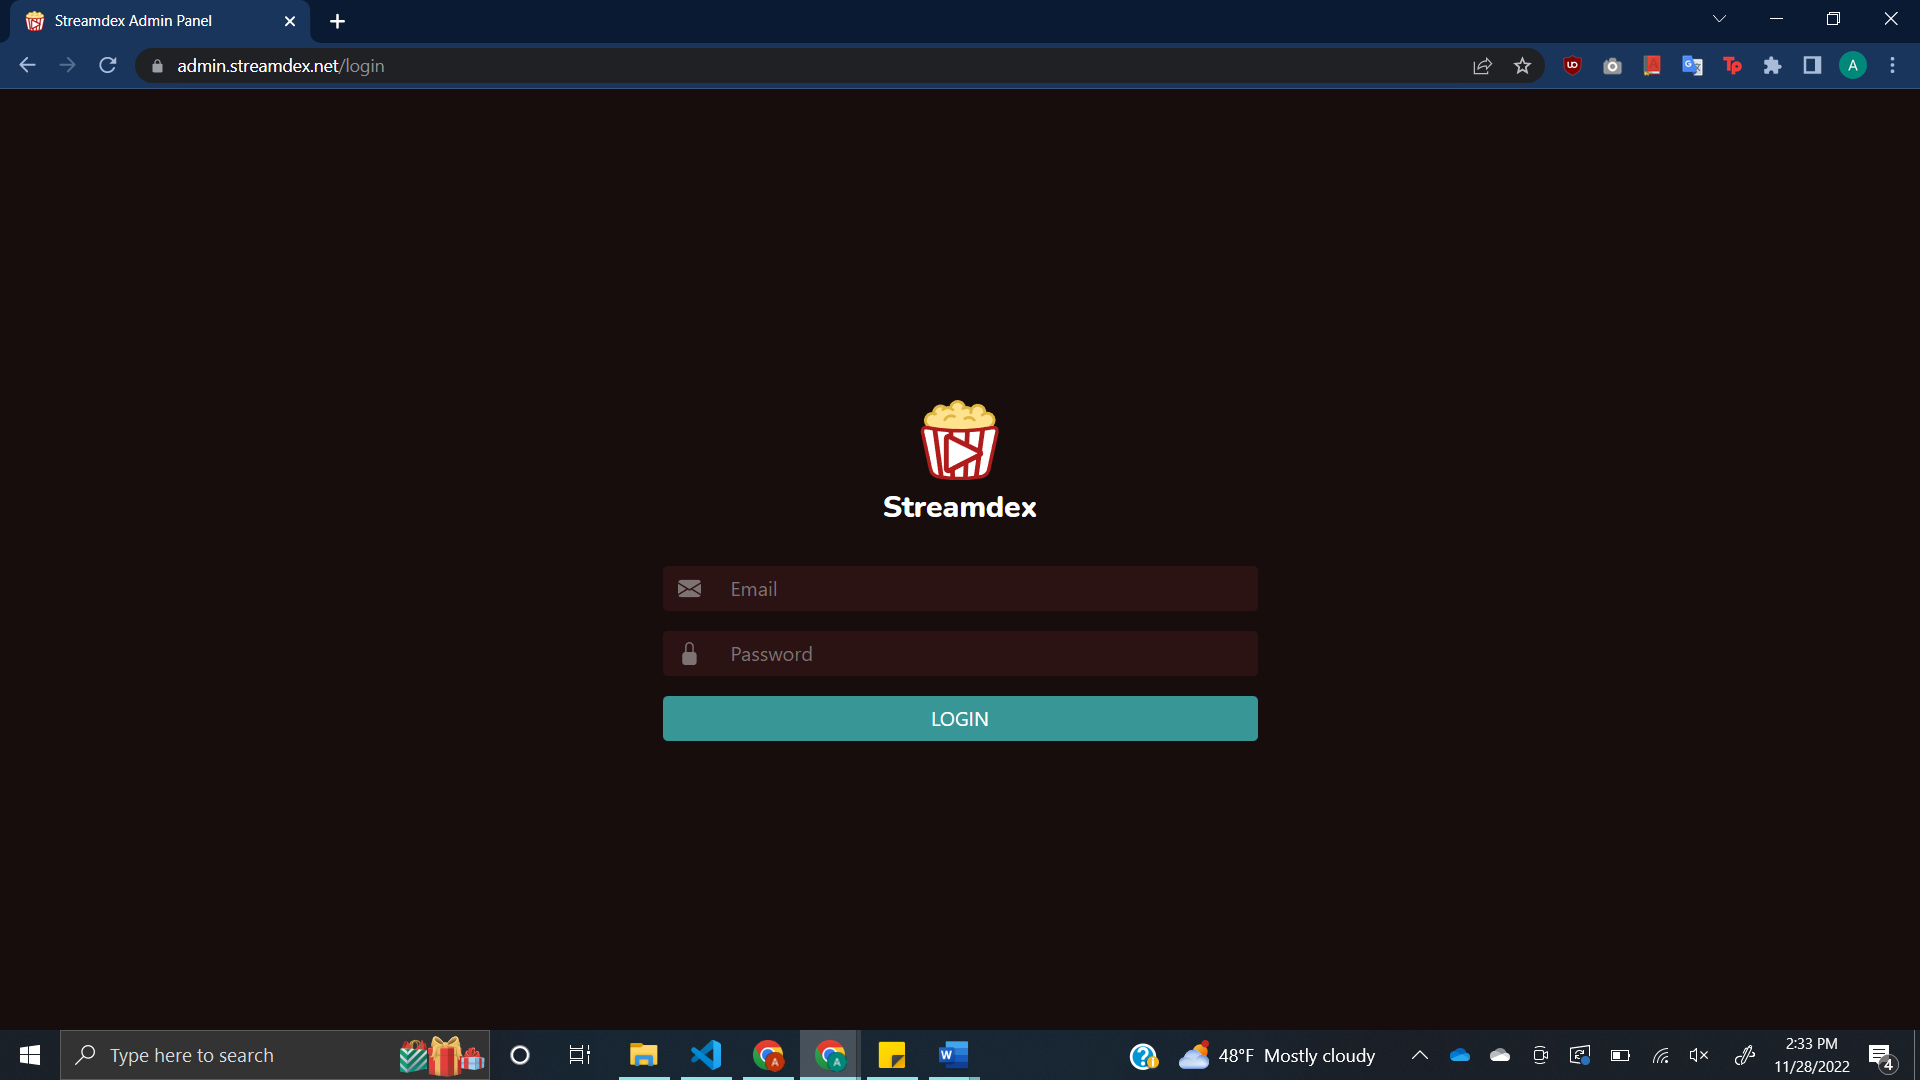 Streamdex Admin Panel
admin.streamdex.net/login
A
Streamdex
Email
Password
LOGIN
Type here to search
48°F Mostly cloudy
2:33 PM
11/28/2022
4